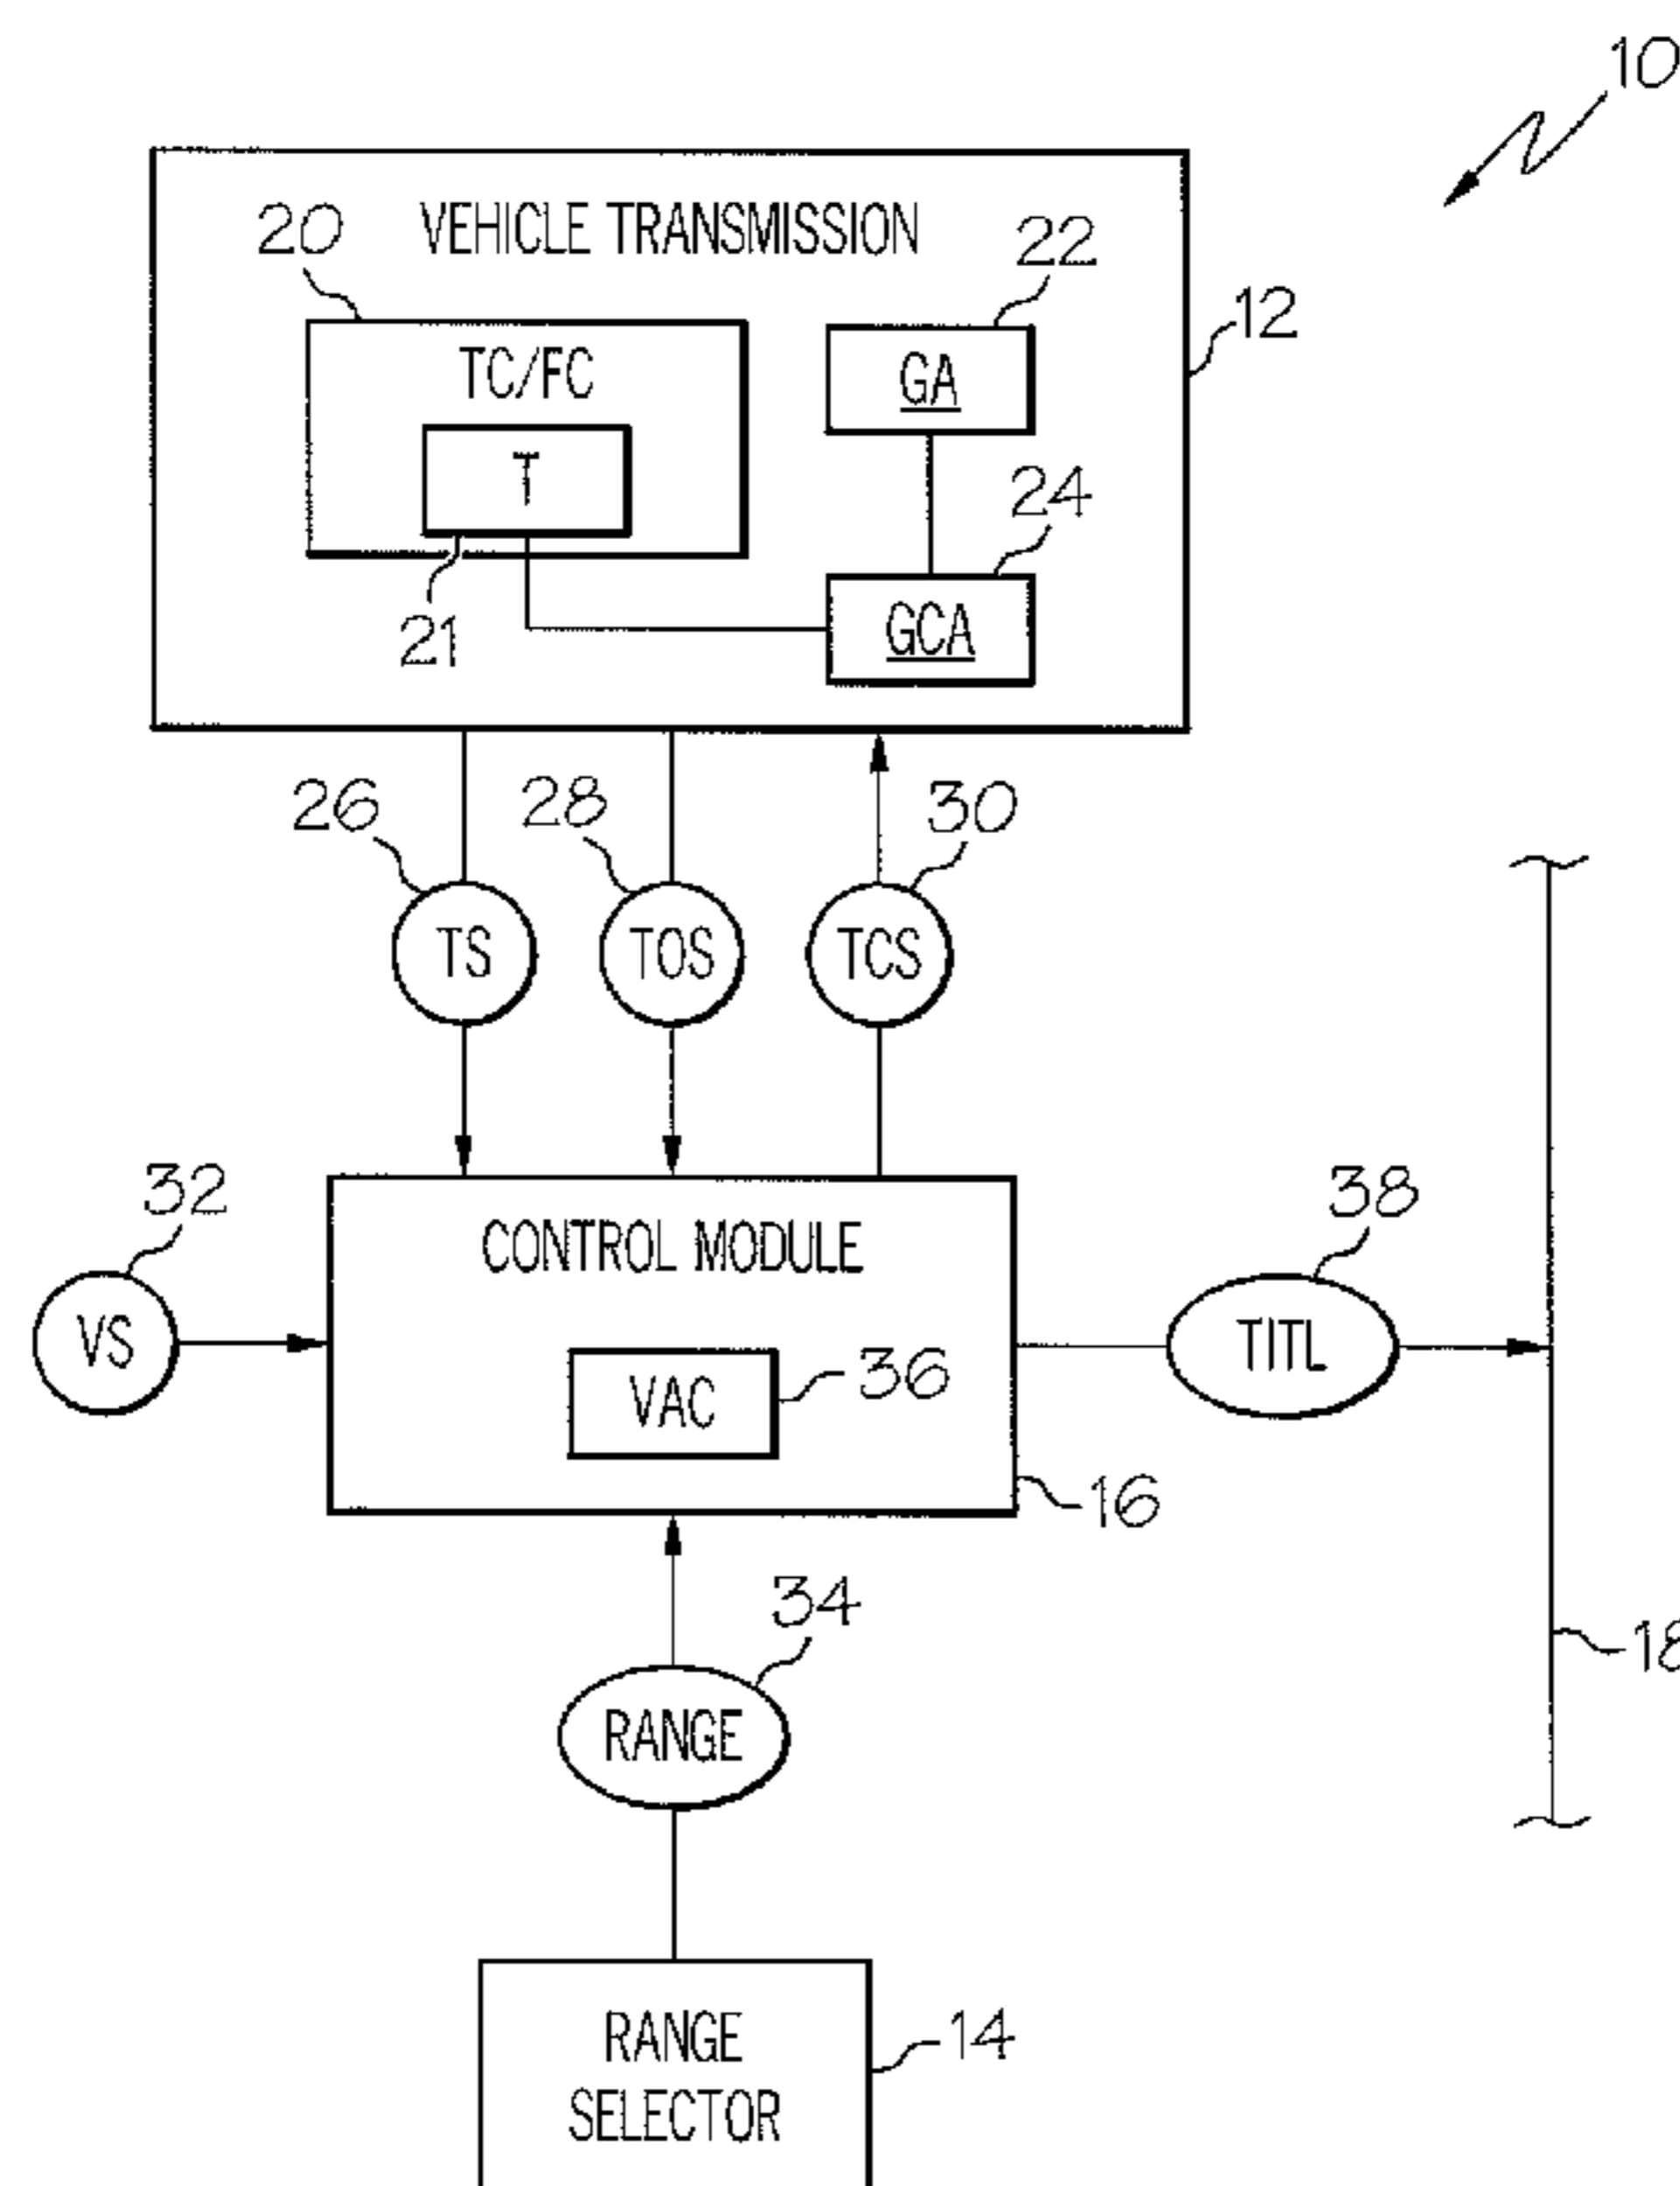 10
VEHICLE TRANSMISSION
20
22
12
TC/FC
GA
T
24
21
GCA
26
28
30
TS
TOS
TCS
32
CONTROL MODULE
38
VS
TITL
VAC
36
16
34
18
RANGE
RANGE
SELECTOR
14